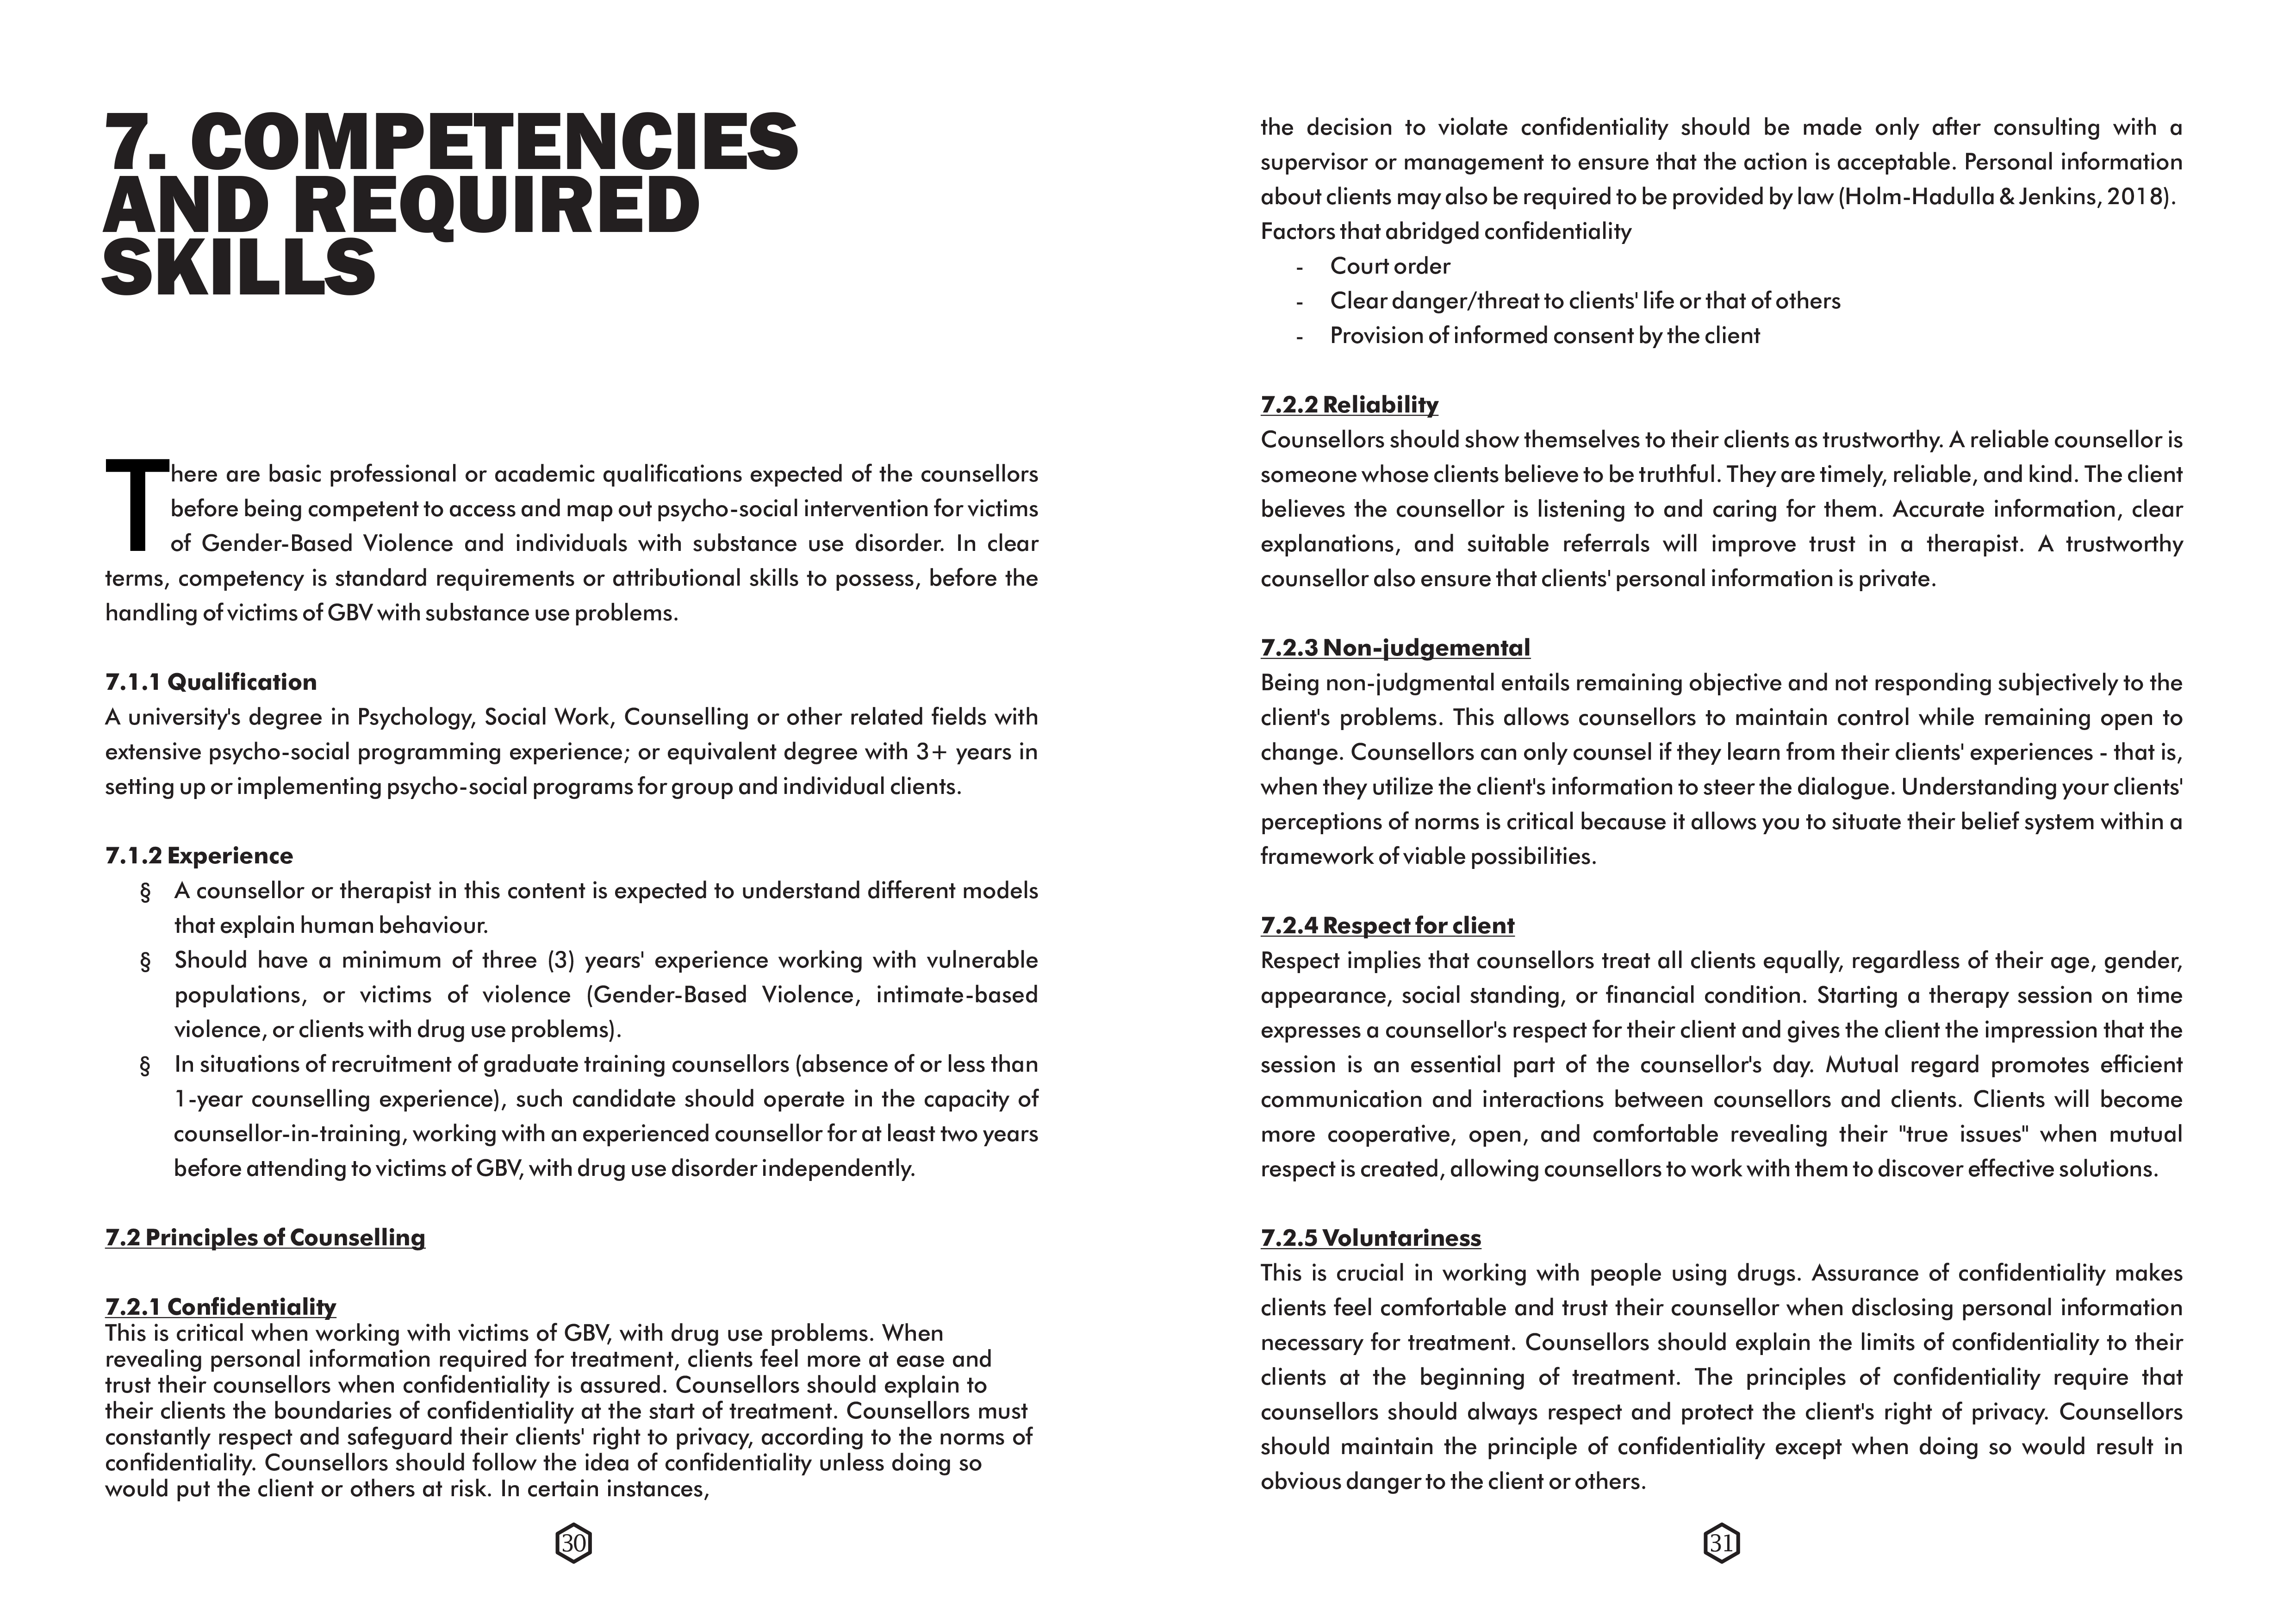 7. COMPETENCIES
AND REQUIRED
SKILLS
There are basic professional or academic qualifications expected of the counsellors
before being competent to access and map out psycho-social intervention for victims
of Gender-Based Violence and individuals with substance use disorder. In clear
terms, competency is standard requirements or attributional skills to possess, before the
handling of victims of GBV with substance use problems.
7.1.1 Qualification
A university's degree in Psychology, Social Work, Counselling or other related fields with
extensive psycho-social programming experience; or equivalent degree with 3+ years in
setting up or implementing psycho-social programs for group and individual clients.
7.1.2 Experience
§ A counsellor or therapist in this content is expected to understand different models
that explain human behaviour.
§ Should have a minimum of three (3) years' experience working with vulnerable
populations, or victims of violence (Gender-Based Violence, intimate-based
violence, or clients with drug use problems).
§ In situations of recruitment of graduate training counsellors (absence of or less than
1-year counselling experience), such candidate should operate in the capacity of
counsellor-in-training, working with an experienced counsellor for at least two years
before attending to victims of GBV, with drug use disorder independently.
7.2 Principles of Counselling
7.2.1 Confidentiality
This is critical when working with victims of GBV, with drug use problems. When
revealing personal information required for treatment, clients feel more at ease and
trust their counsellors when confidentiality is assured. Counsellors should explain to
their clients the boundaries of confidentiality at the start of treatment. Counsellors must
constantly respect and safeguard their clients' right to privacy, according to the norms of
confidentiality. Counsellors should follow the idea of confidentiality unless doing so
would put the client or others at risk. In certain instances,
30
the decision to violate confidentiality should be made only after consulting with a
supervisor or management to ensure that the action is acceptable. Personal information
about clients may also be required to be provided by law (Holm-Hadulla & Jenkins, 2018).
Factors that abridged confidentiality
- Court order
- Clear danger/threat to clients' life or that of others
- Provision of informed consent by the client
7.2.2 Reliability
Counsellors should show themselves to their clients as trustworthy. A reliable counsellor is
someone whose clients believe to be truthful. They are timely, reliable, and kind. The client
believes the counsellor is listening to and caring for them. Accurate information, clear
explanations, and suitable referrals will improve trust in a therapist. A trustworthy
counsellor also ensure that clients' personal information is private.
7.2.3 Non-judgemental
Being non-judgmental entails remaining objective and not responding subjectively to the
client's problems. This allows counsellors to maintain control while remaining open to
change. Counsellors can only counsel if they learn from their clients' experiences - that is,
when they utilize the client's information to steer the dialogue. Understanding your clients'
perceptions of norms is critical because it allows you to situate their belief system within a
framework of viable possibilities.
7.2.4 Respect for client
Respect implies that counsellors treat all clients equally, regardless of their age, gender,
appearance, social standing, or financial condition. Starting a therapy session on time
expresses a counsellor's respect for their client and gives the client the impression that the
session is an essential part of the counsellor's day. Mutual regard promotes efficient
communication and interactions between counsellors and clients. Clients will become
more cooperative, open, and comfortable revealing their "true issues" when mutual
respect is created, allowing counsellors to work with them to discover effective solutions.
7.2.5 Voluntariness
This is crucial in working with people using drugs. Assurance of confidentiality makes
clients feel comfortable and trust their counsellor when disclosing personal information
necessary for treatment. Counsellors should explain the limits of confidentiality to their
clients at the beginning of treatment. The principles of confidentiality require that
counsellors should always respect and protect the client's right of privacy. Counsellors
should maintain the principle of confidentiality except when doing so would result in
obvious danger to the client or others.
31